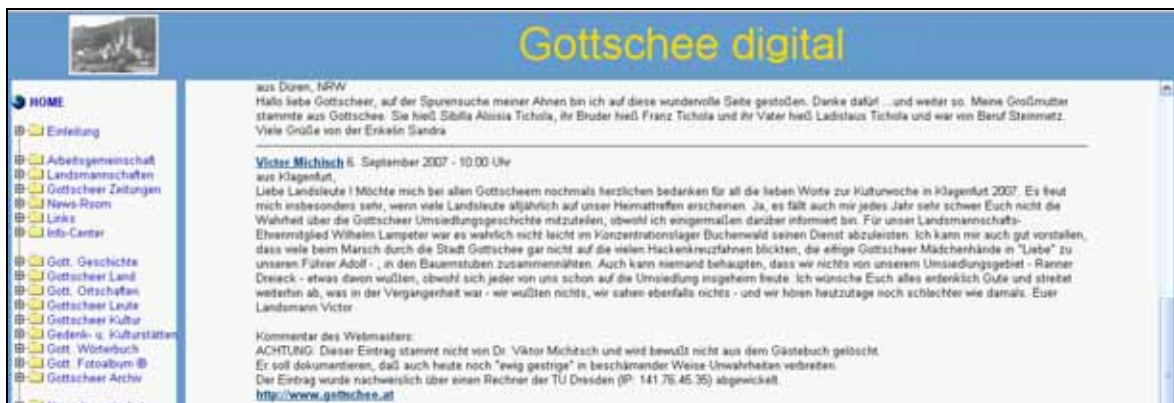 Gottschee digital
HOME
Einleitung
Arbeitsgemeinschaft
Landsmannschaften
Gottscheer Zeitungen
News-Room
Links
Info-Center
Gott. Geschichte
Gottscheer Land
Gott. Ortschaften
Gottscheer Leute
Gottscheer Kultur
Gedenk- u. Kulturstätten
Gott. Wörterbuch
Gott. Fotoalbum ®
Gottscheer Archiv
aus Düren, NRW
Hallo liebe Gottscheer, auf der Spurensuche meiner Ahnen bin ich auf diese wundervolle Seite gestoßen. Danke dafür! ...und weiter so. Meine Großmutter
stammte aus Gottschee. Sie hieß Sibilla Aloisia Tichola, ihr Bruder hieß Franz Tichola und ihr Vater hieß Ladislaus Tichola und war von Beruf Steinmetz.
Viele Grüße von der Enkelin Sandra
Victor Michisch 6. September 2007 - 10:00 Uhr
aus Klagenfurt,
Liebe Landsleute ! Möchte mich bei allen Gottscheern nochmals herzlichen bedanken für all die lieben Worte zur Kulturwoche in Klagenfurt 2007. Es freut
mich insbesonders sehr, wenn viele Landsleute alljährlich auf unser Heimattreffen erscheinen. Ja, es fällt auch mir jedes Jahr sehr schwer Euch nicht die
Wahrheit über die Gottscheer Umsiedlungsgeschichte mitzuteilen, obwohl ich einigermaßen darüber informiert bin. Für unser Landsmannschafts-
Ehrenmitglied Wilhelm Lampeter war es wahrlich nicht leicht im Konzentrationslager Buchenwald seinen Dienst abzuleisten. Ich kann mir auch gut vorstellen,
dass viele beim Marsch durch die Stadt Gottschee gar nicht auf die vielen Hackenkreuzfahnen blickten, die eifrige Gottscheer Mädchenhände in "Liebe" zu
unseren Führer Adolf - , in den Bauernstuben zusammennähten. Auch kann niemand behaupten, dass wir nichts von unserem Umsiedlungsgebiet - Ranner
Dreieck - etwas davon wußten, obwohl sich jeder von uns schon auf die Umsiedlung insgeheim freute. Ich wünsche Euch alles erdenklich Gute und streitet
weiterhin ab, was in der Vergangenheit war - wir wußten nichts, wir sahen ebenfalls nichts - und wir hören heutzutage noch schlechter wie damals. Euer
Landsmann Victor
Kommentar des Webmasters:
ACHTUNG: Dieser Eintrag stammt nicht von Dr. Viktor Michitsch und wird bewußt nicht aus dem Gästebuch gelöscht.
Er soll dokumentieren, daß auch heute noch "ewig gestrige" in beschämender Weise Unwahrheiten verbreiten.
Der Eintrag wurde nachweislich über einen Rechner der TU Dresden (IP: 141.76.45.35) abgewickelt.
http://www.gottschee.at